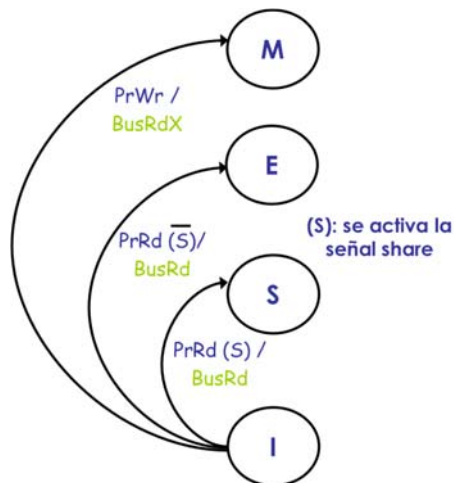 M
PrWr /
BusRdX
E
PrRd (S̅)/
BusRd
(S): se activa la
señal share
S
PrRd (S) /
BusRd
I